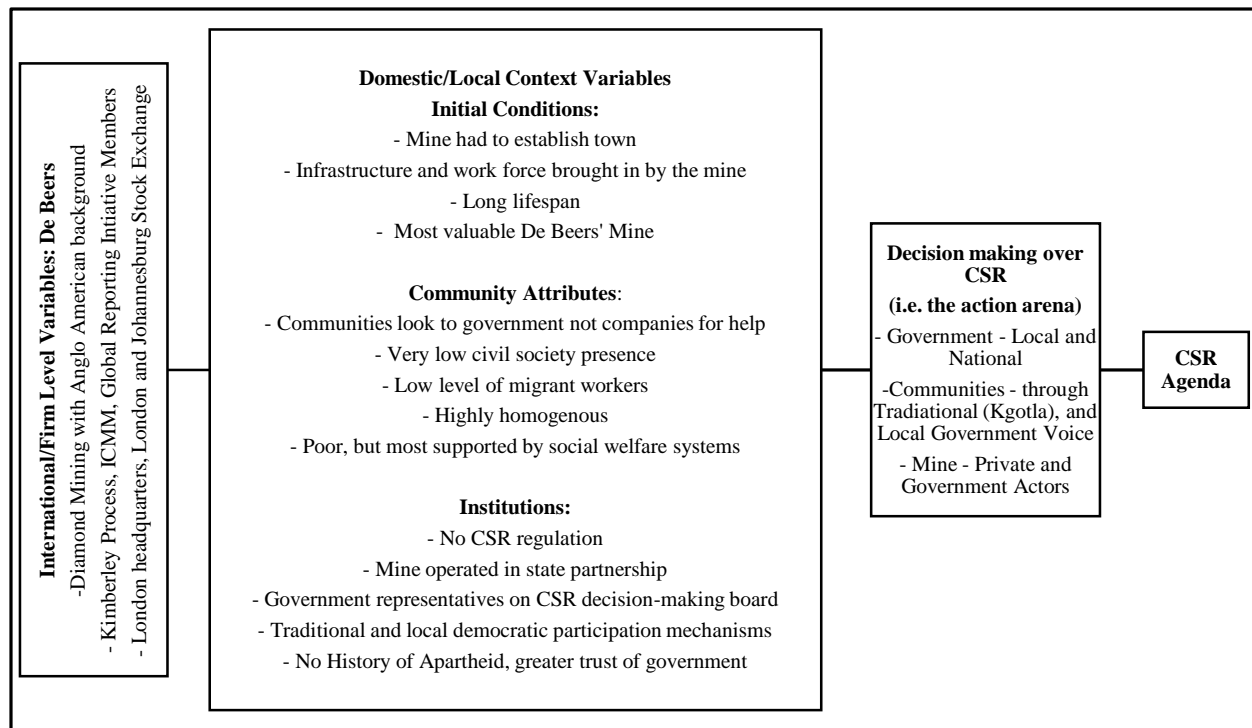 International/Firm Level Variables: De Beers
-Diamond Mining with Anglo American background
- Kimberley Process, ICMM, Global Reporting Intiative Members
- London headquarters, London and Johannesburg Stock Exchange
Domestic/Local Context Variables
Initial Conditions:
- Mine had to establish town
- Infrastructure and work force brought in by the mine
- Long lifespan
- Most valuable De Beers' Mine
Community Attributes:
- Communities look to government not companies for help
- Very low civil society presence
- Low level of migrant workers
- Highly homogenous
- Poor, but most supported by social welfare systems
Institutions:
- No CSR regulation
- Mine operated in state partnership
- Government representatives on CSR decision-making board
- Traditional and local democratic participation mechanisms
- No History of Apartheid, greater trust of government
Decision making over
CSR
(i.e. the action arena)
- Government - Local and
National
-Communities - through
Tradiational (Kgotla), and
Local Government Voice
- Mine - Private and
Government Actors
CSR
Agenda